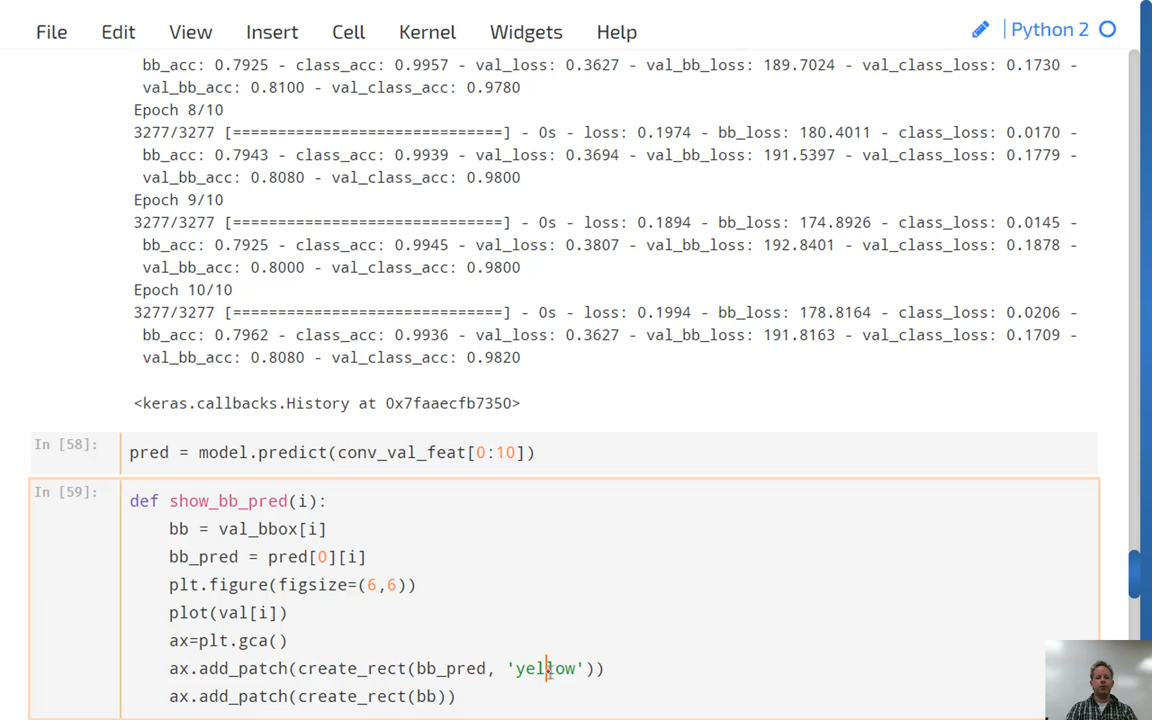 File Edit View Insert Cell Kernel Widgets Help Python 2
bb_acc: 0.7925 - class_acc: 0.9957 - val_loss: 0.3627 - val_bb_loss: 189.7024 - val_class_loss: 0.1730 -
val_bb_acc: 0.8100 - val_class_acc: 0.9780
Epoch 8/10
3277/3277 [==============================] - 0s - loss: 0.1974 - bb_loss: 180.4011 - class_loss: 0.0170 -
bb_acc: 0.7943 - class_acc: 0.9939 - val_loss: 0.3694 - val_bb_loss: 191.5397 - val_class_loss: 0.1779 -
val_bb_acc: 0.8080 - val_class_acc: 0.9800
Epoch 9/10
3277/3277 [==============================] - 0s - loss: 0.1894 - bb_loss: 174.8926 - class_loss: 0.0145 -
bb_acc: 0.7925 - class_acc: 0.9945 - val_loss: 0.3807 - val_bb_loss: 192.8401 - val_class_loss: 0.1878 -
val_bb_acc: 0.8000 - val_class_acc: 0.9800
Epoch 10/10
3277/3277 [==============================] - 0s - loss: 0.1994 - bb_loss: 178.8164 - class_loss: 0.0206 -
bb_acc: 0.7962 - class_acc: 0.9936 - val_loss: 0.3627 - val_bb_loss: 191.8163 - val_class_loss: 0.1709 -
val_bb_acc: 0.8080 - val_class_acc: 0.9820
<keras.callbacks.History at 0x7faaecfb7350>
In [58]: pred = model.predict(conv_val_feat[0:10])
In [59]: def show_bb_pred(i):
bb = val_bbox[i]
bb_pred = pred[0][i]
plt.figure(figsize=(6,6))
plot(val[i])
ax=plt.gca()
ax.add_patch(create_rect(bb_pred, 'yellow'))
ax.add_patch(create_rect(bb))